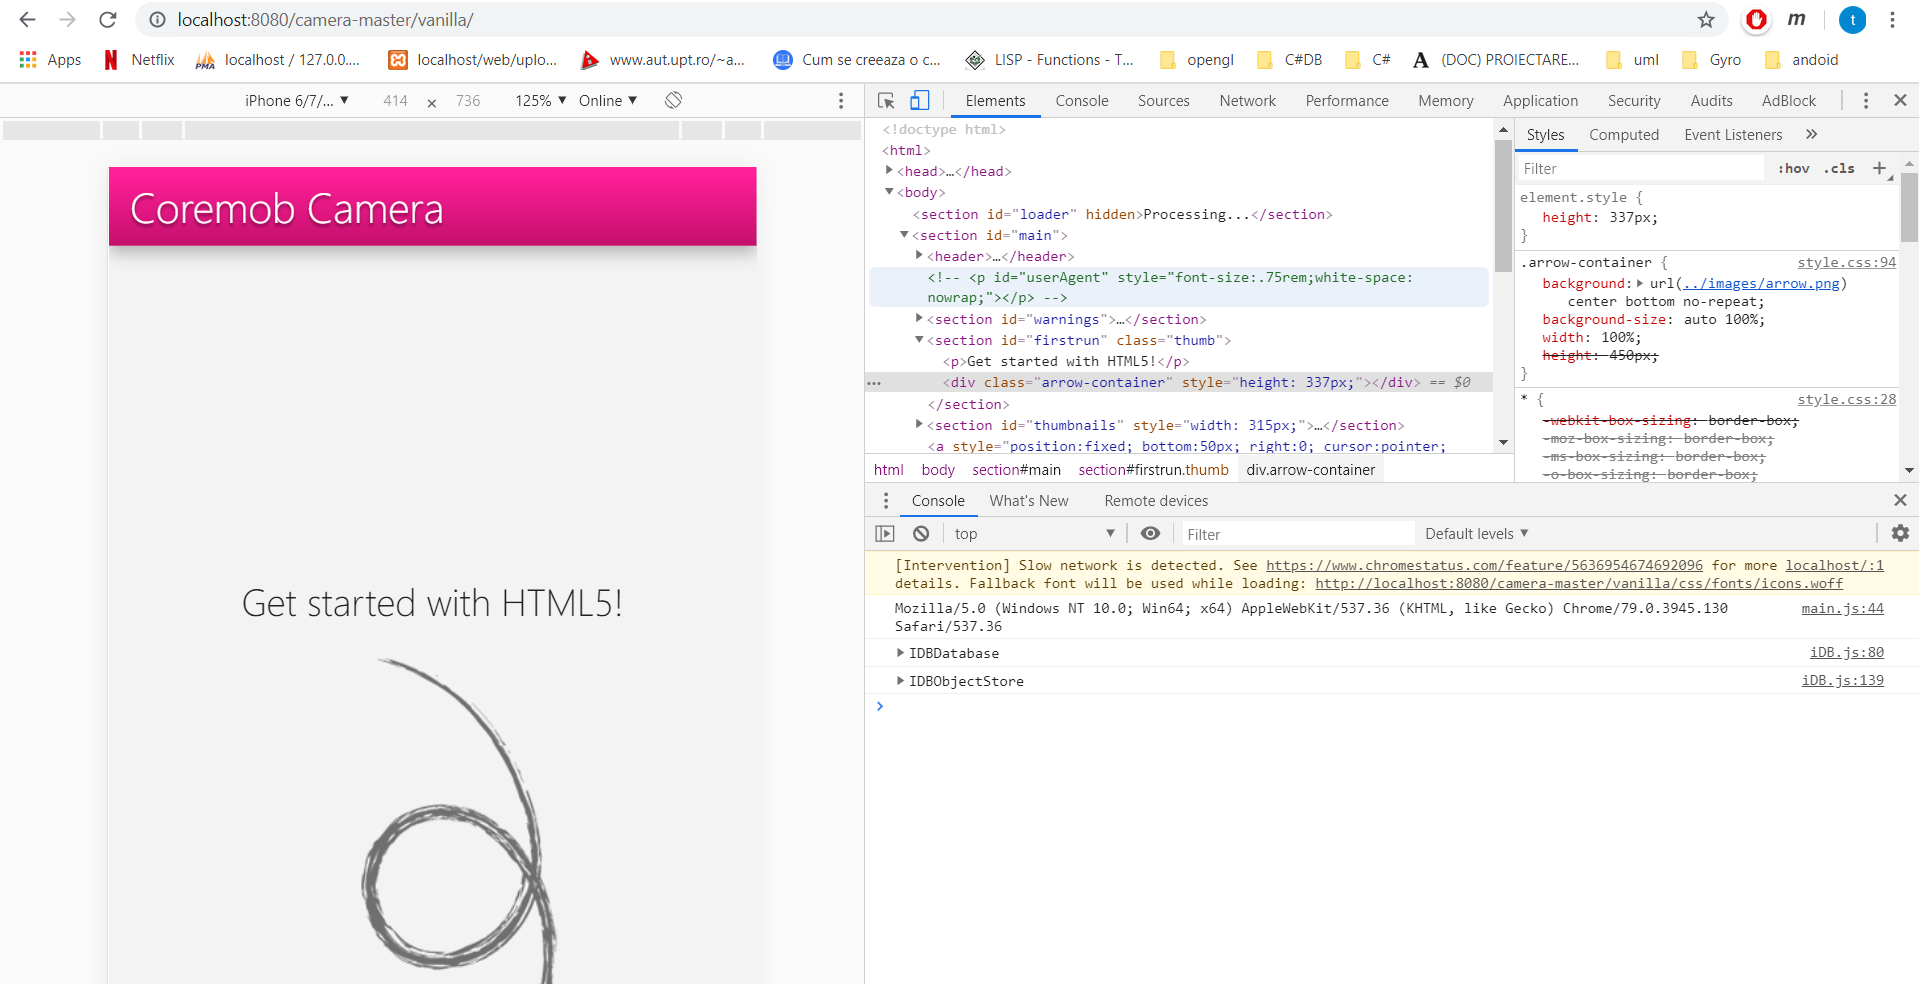 localhost:8080/camera-master/vanilla/
m
t
Apps
Netflix
PMA localhost / 127.0.0....
localhost/web/uplo...
www.aut.upt.ro/~a...
Cum se creeaza o c...
LISP - Functions - T...
opengl
C#DB
C#
A (DOC) PROIECTARE...
uml
Gyro
andoid
iPhone 6/7/... ▼ 414 × 736 125% ▼ Online ▼
Elements Console Sources Network Performance Memory Application Security Audits AdBlock
Coremob Camera
Get started with HTML5!
<!doctype html>
<html>
▶<head>…</head>
▼<body>
<section id="loader" hidden>Processing...</section>
▼<section id="main">
▶<header>…</header>
<!-- <p id="userAgent" style="font-size:.75rem;white-space:
nowrap;"></p> -->
▶<section id="warnings">…</section>
▼<section id="firstrun" class="thumb">
<p>Get started with HTML5!</p>
<div class="arrow-container" style="height: 337px;"></div> == $0
</section>
▶<section id="thumbnails" style="width: 315px;">…</section>
<a style="position:fixed; bottom:50px; right:0; cursor:pointer;
html body section#main section#firstrun.thumb div.arrow-container
Styles Computed Event Listeners »
Filter :hov .cls +
element.style {
height: 337px;
}
.arrow-container { style.css:94
background:▶ url(../images/arrow.png)
center bottom no-repeat;
background-size: auto 100%;
width: 100%;
height: 450px;
}
* { style.css:28
-webkit-box-sizing: border-box;
-moz-box-sizing: border-box;
-ms-box-sizing: border-box;
-o-box-sizing: border-box;
Console What's New Remote devices
top ▼ Filter Default levels ▼
[Intervention] Slow network is detected. See https://www.chromestatus.com/feature/5636954674692096 for more localhost/:1
details. Fallback font will be used while loading: http://localhost:8080/camera-master/vanilla/css/fonts/icons.woff
Mozilla/5.0 (Windows NT 10.0; Win64; x64) AppleWebKit/537.36 (KHTML, like Gecko) Chrome/79.0.3945.130 main.js:44
Safari/537.36
▶ IDBDatabase iDB.js:80
▶ IDBObjectStore iDB.js:139